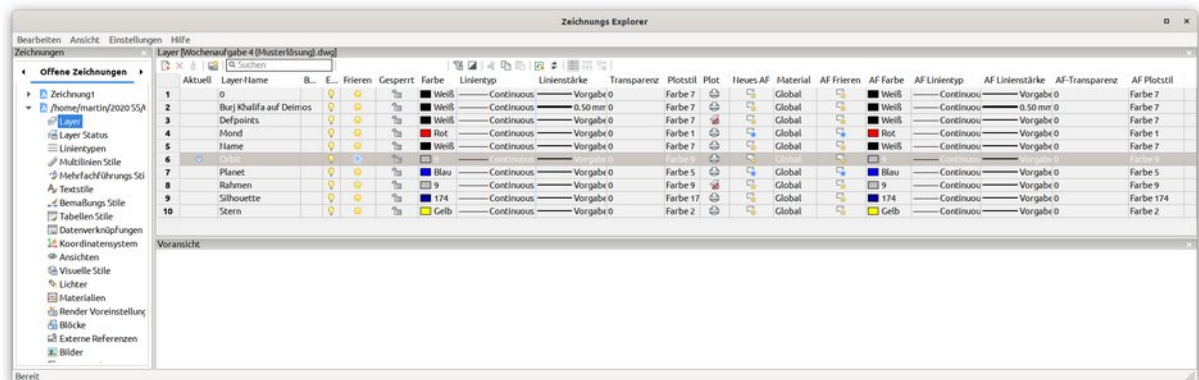 Zeichnungs Explorer
Bearbeiten Ansicht Einstellungen Hilfe
Zeichnungen
Layer [Wochenaufgabe 4 (Musterlösung).dwg]
Suchen
Offene Zeichnungen
Aktuell Layer-Name B... E... Frieren Gesperrt Farbe Linientyp Linienstärke Transparenz Plotstil Plot Neues AF Material AF Frieren AF Farbe AF Linientyp AF Linienstärke AF-Transparenz AF Plotstil
1 0 Weiß Continuous Vorgabe 0 Farbe 7 Global Weiß Continuou Vorgabe 0 Farbe 7
2 Burj Khalifa auf Deimos Weiß Continuous 0.50 mm 0 Farbe 7 Global Weiß Continuou 0.50 mm 0 Farbe 7
3 Defpoints Weiß Continuous Vorgabe 0 Farbe 7 Global Weiß Continuou Vorgabe 0 Farbe 7
4 Mond Rot Continuous Vorgabe 0 Farbe 1 Global Rot Continuou Vorgabe 0 Farbe 1
5 Name Weiß Continuous Vorgabe 0 Farbe 7 Global Weiß Continuou Vorgabe 0 Farbe 7
6 Orbit 9 Continuous Vorgabe 0 Farbe 9 Global 9 Continuou Vorgabe 0 Farbe 9
7 Planet Blau Continuous Vorgabe 0 Farbe 5 Global Blau Continuou Vorgabe 0 Farbe 5
8 Rahmen 9 Continuous Vorgabe 0 Farbe 9 Global 9 Continuou Vorgabe 0 Farbe 9
9 Silhouette 174 Continuous Vorgabe 0 Farbe 17 Global 174 Continuou Vorgabe 0 Farbe 174
10 Stern Gelb Continuous Vorgabe 0 Farbe 2 Global Gelb Continuou Vorgabe 0 Farbe 2
Zeichnung1
/home/martin/2020 SS/
Layer
Layer Status
Linientypen
Multilinien Stile
Mehrfachführungs Sti
Textstile
Bemaßungs Stile
Tabellen Stile
Datenverknüpfungen
Koordinatensystem
Ansichten
Visuelle Stile
Lichter
Materialien
Render Voreinstellung
Blöcke
Externe Referenzen
Bilder
Voransicht
Bereit